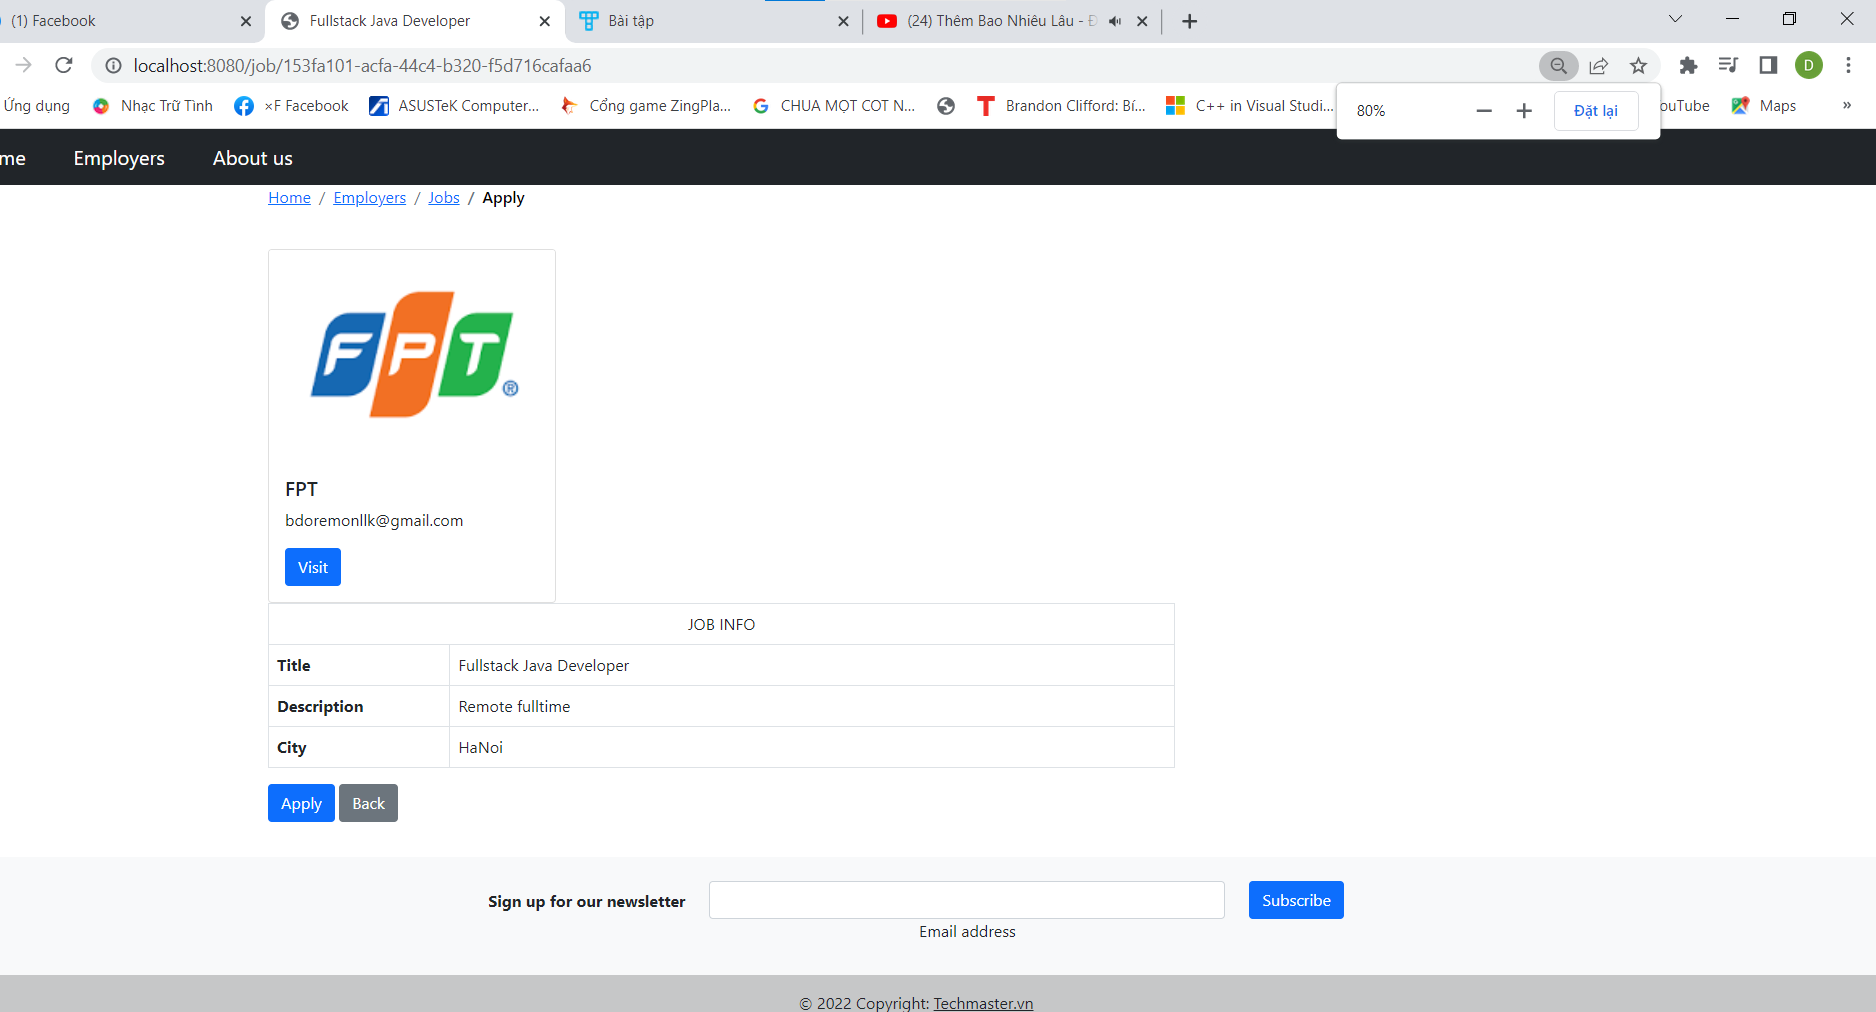 (1) Facebook
Fullstack Java Developer
Bài tập
(24) Thêm Bao Nhiêu Lâu - Đ
localhost:8080/job/153fa101-acfa-44c4-b320-f5d716cafaa6
D
Ứng dụng
Nhạc Trữ Tình
×F Facebook
ASUSTeK Computer...
Cổng game ZingPla...
CHUA MỌT COT N...
Brandon Clifford: Bí...
C++ in Visual Studi...
ouTube
Maps
»
80%
Đặt lại
me
Employers
About us
Home / Employers / Jobs / Apply
FPT®
FPT
bdoremonllk@gmail.com
Visit
JOB INFO
Title Fullstack Java Developer
Description Remote fulltime
City HaNoi
Apply Back
Sign up for our newsletter
Subscribe
Email address
© 2022 Copyright: Techmaster.vn